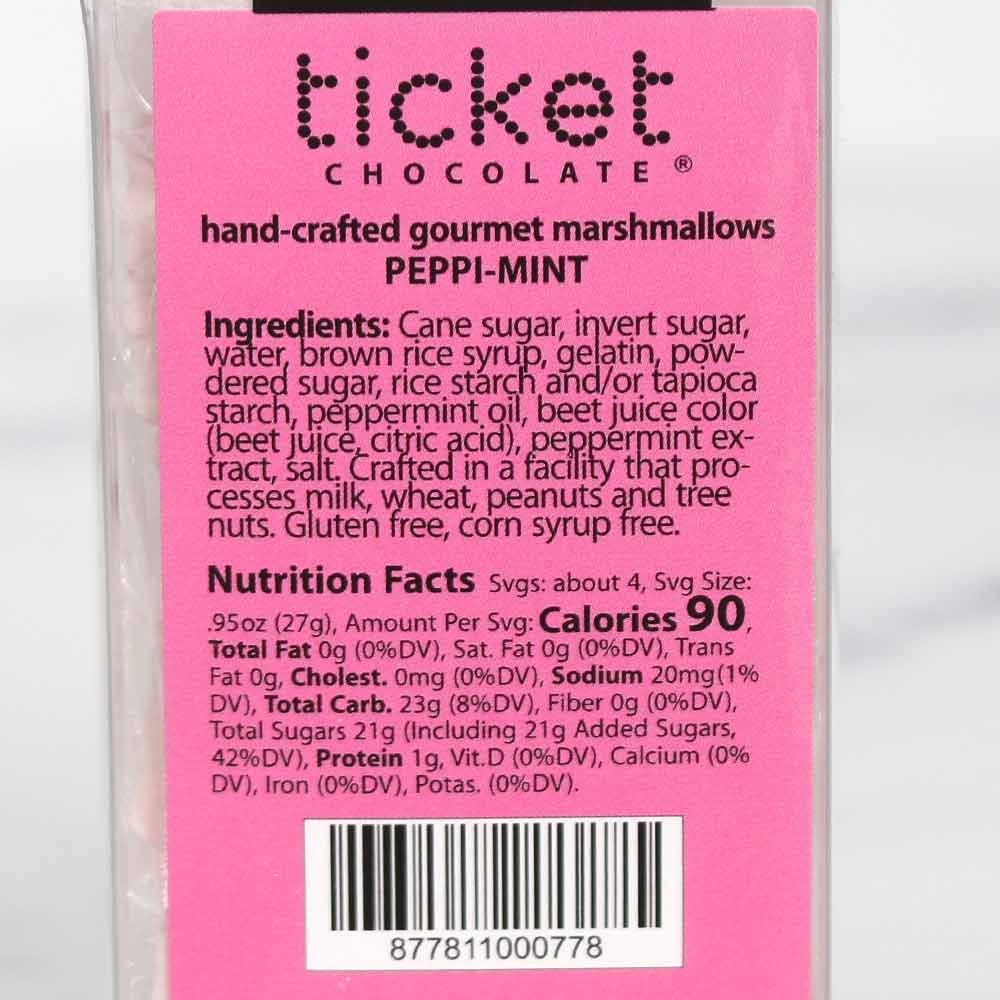 ticket
CHOCOLATE®
hand-crafted gourmet marshmallows
PEPPI-MINT
Ingredients: Cane sugar, invert sugar,
water, brown rice syrup, gelatin, pow-
dered sugar, rice starch and/or tapioca
starch, peppermint oil, beet juice color
(beet juice, citric acid), peppermint ex-
tract, salt. Crafted in a facility that pro-
cesses milk, wheat, peanuts and tree
nuts. Gluten free, corn syrup free.
Nutrition Facts Svgs: about 4, Svg Size:
.95oz (27g), Amount Per Svg: Calories 90,
Total Fat 0g (0%DV), Sat. Fat 0g (0%DV), Trans
Fat 0g, Cholest. 0mg (0%DV), Sodium 20mg(1%
DV), Total Carb. 23g (8%DV), Fiber 0g (0%DV),
Total Sugars 21g (Including 21g Added Sugars,
42%DV), Protein 1g, Vit.D (0%DV), Calcium (0%
DV), Iron (0%DV), Potas. (0%DV).
877811000778